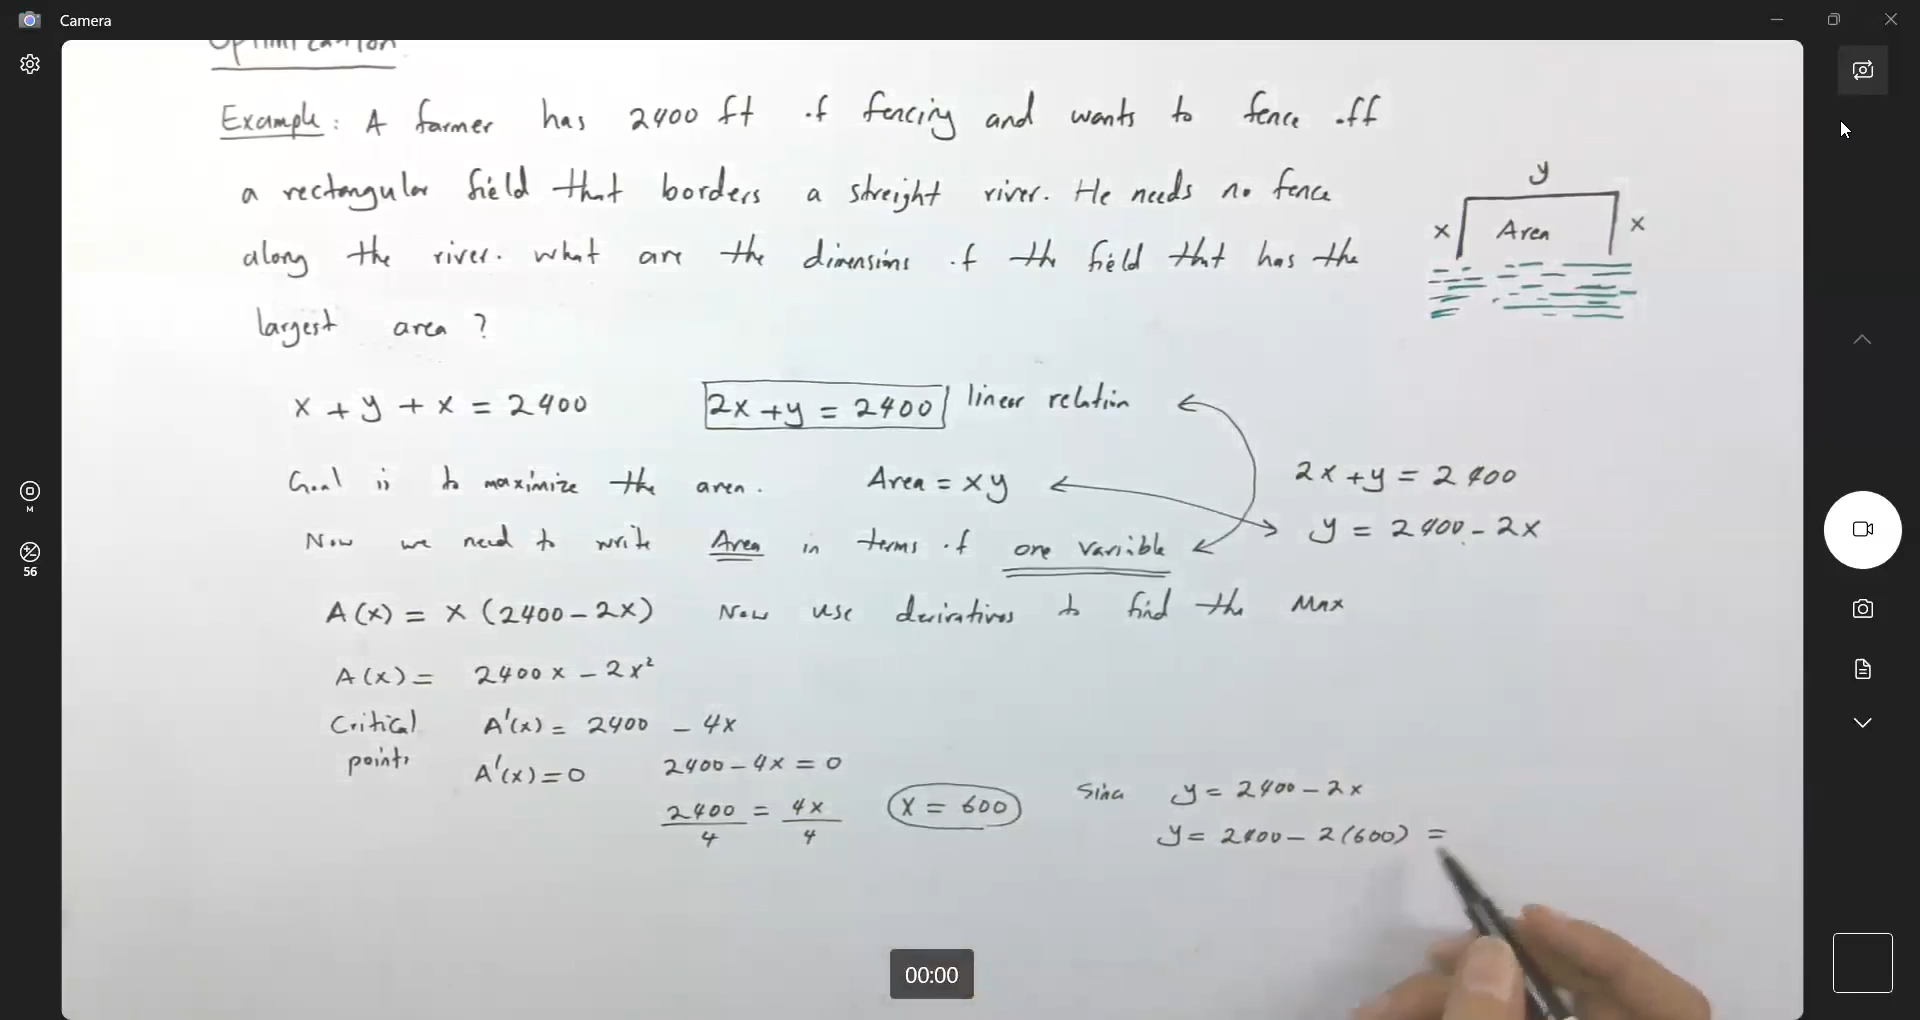 Camera
Optimization
Example: A farmer has 2400 ft of fencing and wants to fence off
a rectangular field that borders a streight river. He needs no fence
along the river. what are the dimensions of the field that has the
largest area ?
y
x Area x
x + y + x = 2400 2x + y = 2400 linear relation
Goal is to maximize the area. Area = xy 2x + y = 2400
Now we need to write Area in terms of one variable y = 2400 - 2x
A(x) = x (2400 - 2x) Now use derivatives to find the Max
A(x) = 2400x - 2x²
Critical A'(x) = 2400 - 4x
points A'(x) = 0 2400 - 4x = 0
2400/4 = 4x/4 x = 600
Since y = 2400 - 2x
y = 2400 - 2(600) =
M
56
00:00